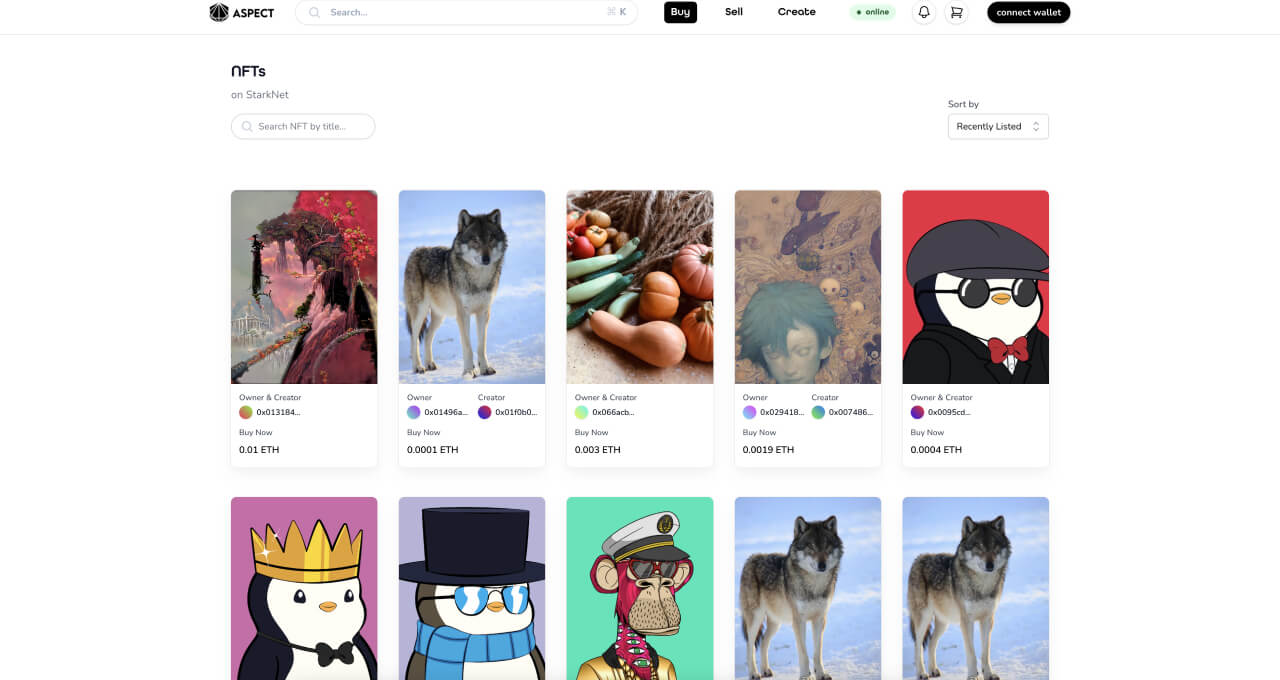 ASPECT
Search...
⌘ K
Buy
Sell
Create
online
connect wallet
NFTs
on StarkNet
Search NFT by title...
Sort by
Recently Listed
Owner & Creator
0x013184...
Buy Now
0.01 ETH
Owner
Creator
0x01496a...
0x01f0b0...
Buy Now
0.0001 ETH
Owner & Creator
0x066acb...
Buy Now
0.003 ETH
Owner
Creator
0x029418...
0x007486...
Buy Now
0.0019 ETH
Owner & Creator
0x0095cd...
Buy Now
0.0004 ETH